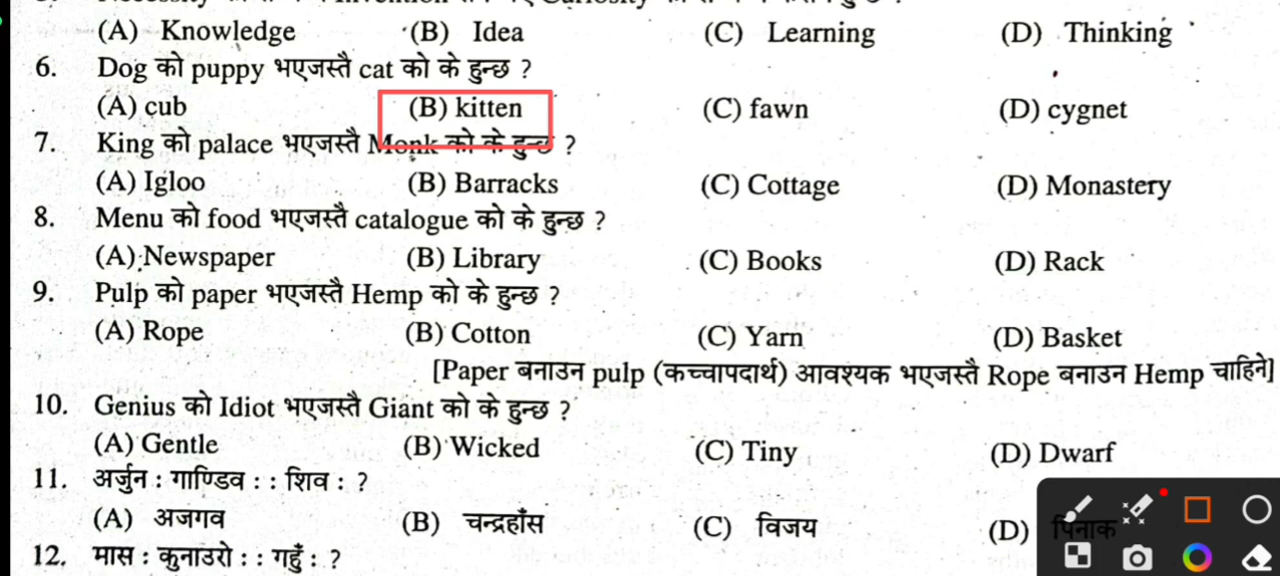 (A) Knowledge (B) Idea (C) Learning (D) Thinking
6. Dog को puppy भएजस्तै cat को के हुन्छ ?
(A) cub (B) kitten (C) fawn (D) cygnet
7. King को palace भएजस्तै Monk को के हुन्छ ?
(A) Igloo (B) Barracks (C) Cottage (D) Monastery
8. Menu को food भएजस्तै catalogue को के हुन्छ ?
(A) Newspaper (B) Library (C) Books (D) Rack
9. Pulp को paper भएजस्तै Hemp को के हुन्छ ?
(A) Rope (B) Cotton (C) Yarn (D) Basket
[Paper बनाउन pulp (कच्चापदार्थ) आवश्यक भएजस्तै Rope बनाउन Hemp चाहिने]
10. Genius को Idiot भएजस्तै Giant को के हुन्छ ?
(A) Gentle (B) Wicked (C) Tiny (D) Dwarf
11. अर्जुन : गाण्डिव : : शिव : ?
(A) अजगव (B) चन्द्रहाँस (C) विजय (D) पिनाक
12. मास : कुनाउरो : : गहुँ : ?